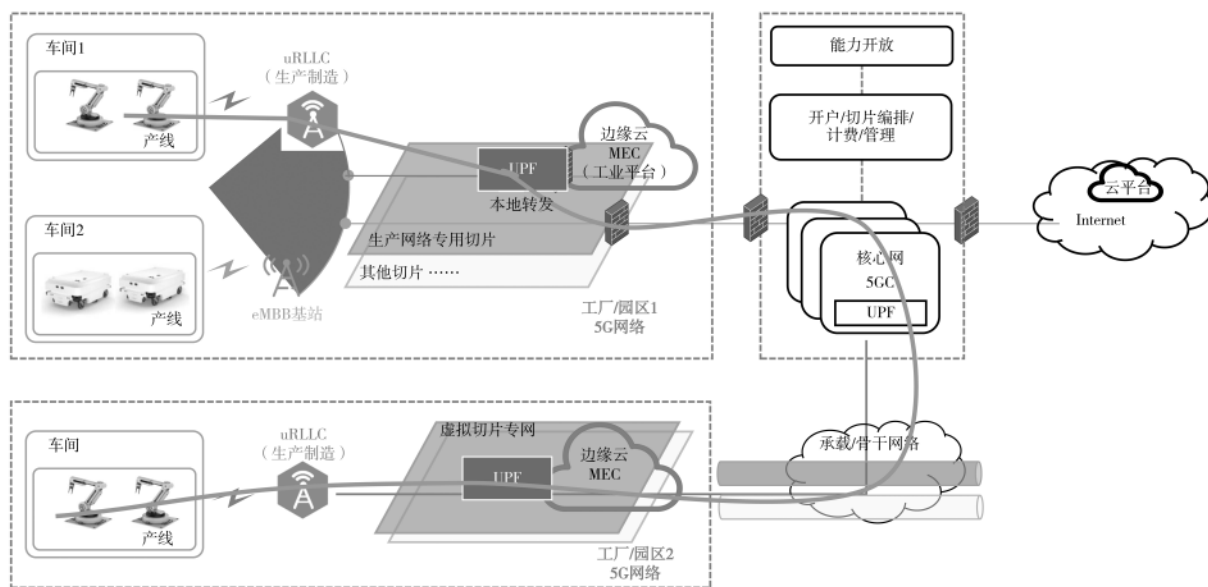 车间1
产线
uRLLC
（生产制造）
UPF
本地转发
边缘云
MEC
（工业平台）
生产网络专用切片
其他切片 ……
车间2
产线
eMBB基站
工厂/园区1
5G网络
能力开放
开户/切片编排/
计费/管理
核心网
5GC
UPF
云平台
Internet
车间
产线
uRLLC
（生产制造）
虚拟切片专网
UPF
边缘云
MEC
工厂/园区2
5G网络
承载/骨干网络